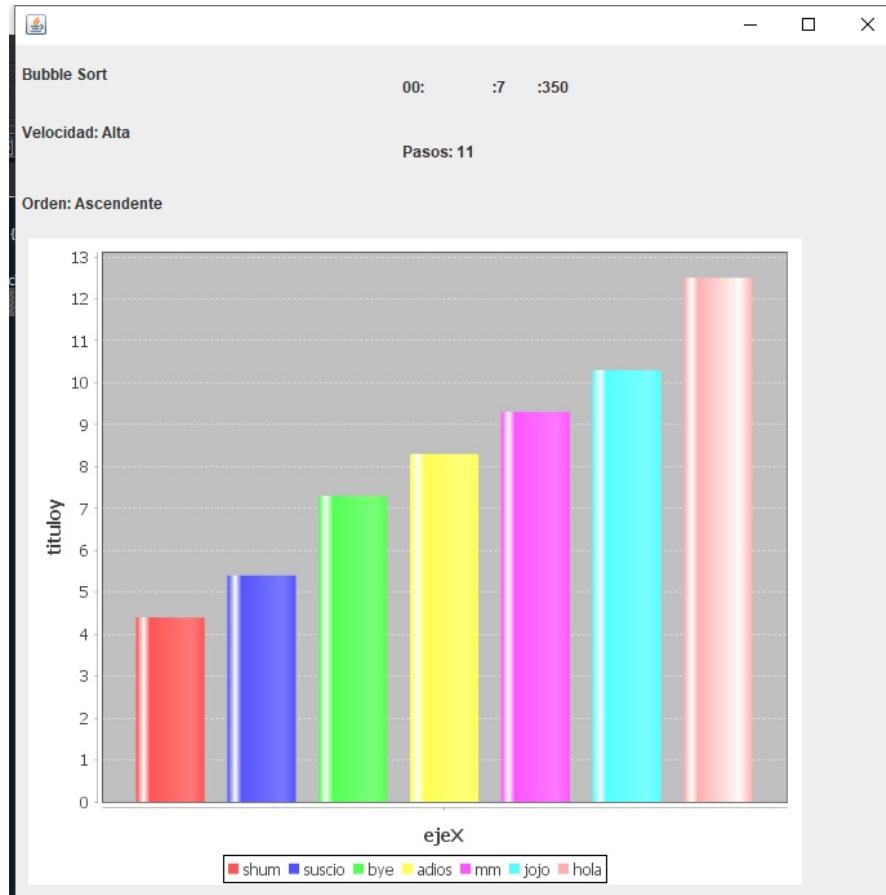 Bubble Sort
00: :7 :350
Velocidad: Alta
Pasos: 11
Orden: Ascendente
13
12
11
10
9
8
7
6
5
4
3
2
1
0
tituloy
ejeX
shum suscio bye adios mm jojo hola